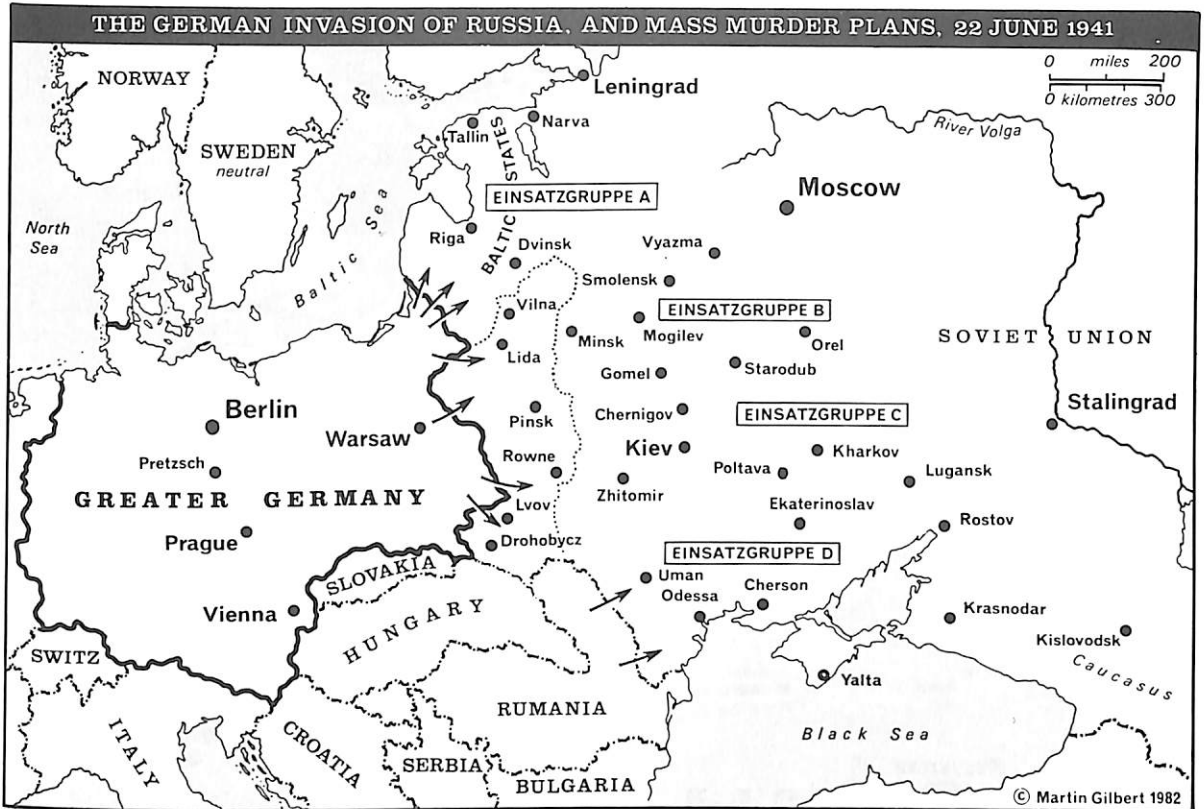 THE GERMAN INVASION OF RUSSIA, AND MASS MURDER PLANS, 22 JUNE 1941
0 miles 200
0 kilometres 300
NORWAY
Leningrad
Tallin
Narva
River Volga
SWEDEN
neutral
BALTIC STATES
Moscow
EINSATZGRUPPE A
North
Sea
Baltic Sea
Riga
Dvinsk
Vyazma
Smolensk
Vilna
EINSATZGRUPPE B
Minsk
Mogilev
Orel
SOVIET UNION
Lida
Gomel
Starodub
Berlin
Pinsk
Chernigov
EINSATZGRUPPE C
Stalingrad
Warsaw
Kiev
Kharkov
Pretzsch
Rowne
Poltava
Lugansk
GREATER GERMANY
Zhitomir
Lvov
Ekaterinoslav
Rostov
Prague
Drohobycz
EINSATZGRUPPE D
SLOVAKIA
Uman
Odessa
Cherson
Vienna
HUNGARY
Krasnodar
Kislovodsk
SWITZ
Caucasus
Yalta
ITALY
CROATIA
RUMANIA
Black Sea
SERBIA
BULGARIA
© Martin Gilbert 1982